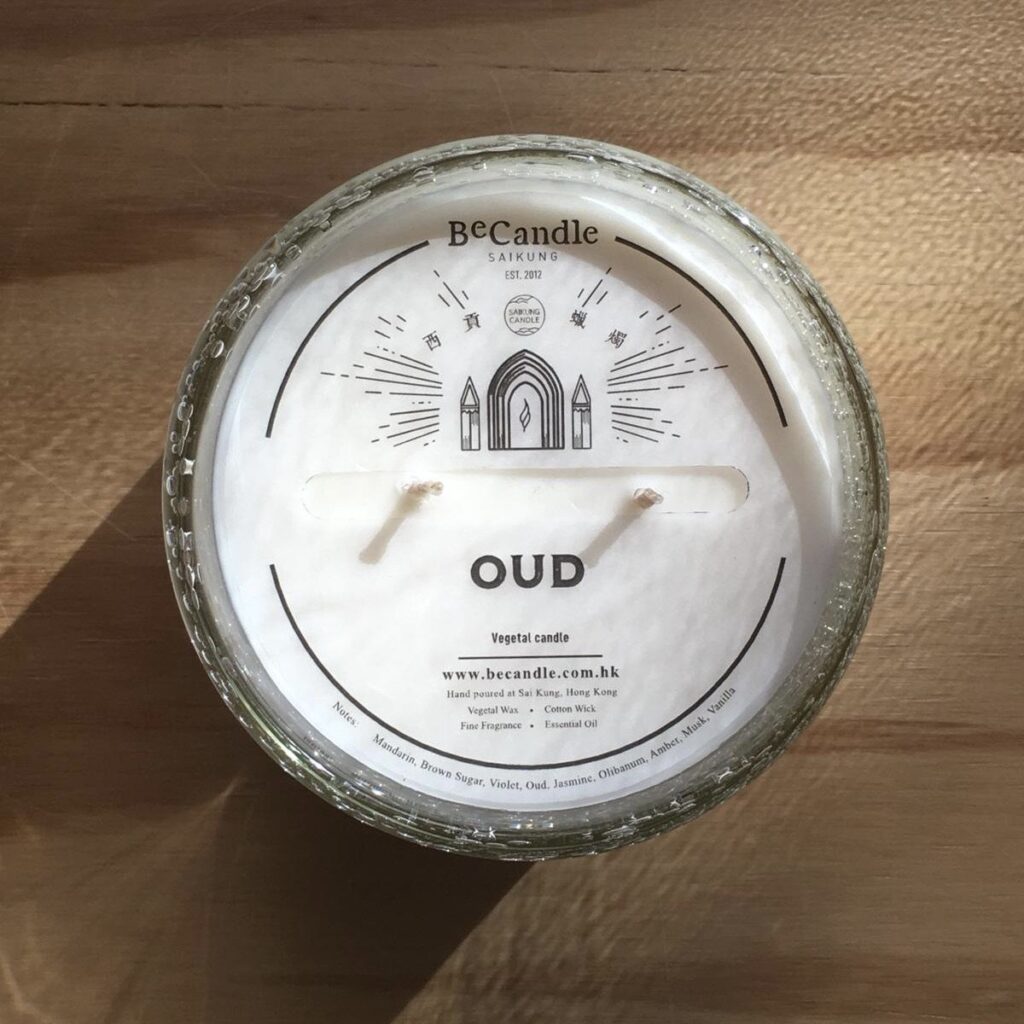 BeCandle
SAIKUNG
EST. 2012
SAIKUNG
CANDLE
西貢蠟燭
OUD
Vegetal candle
www.becandle.com.hk
Hand poured at Sai Kung, Hong Kong
Vegetal Wax • Cotton Wick
Fine Fragrance • Essential Oil
Notes: Mandarin, Brown Sugar, Violet, Oud, Jasmine, Olibanum, Amber, Musk, Vanilla